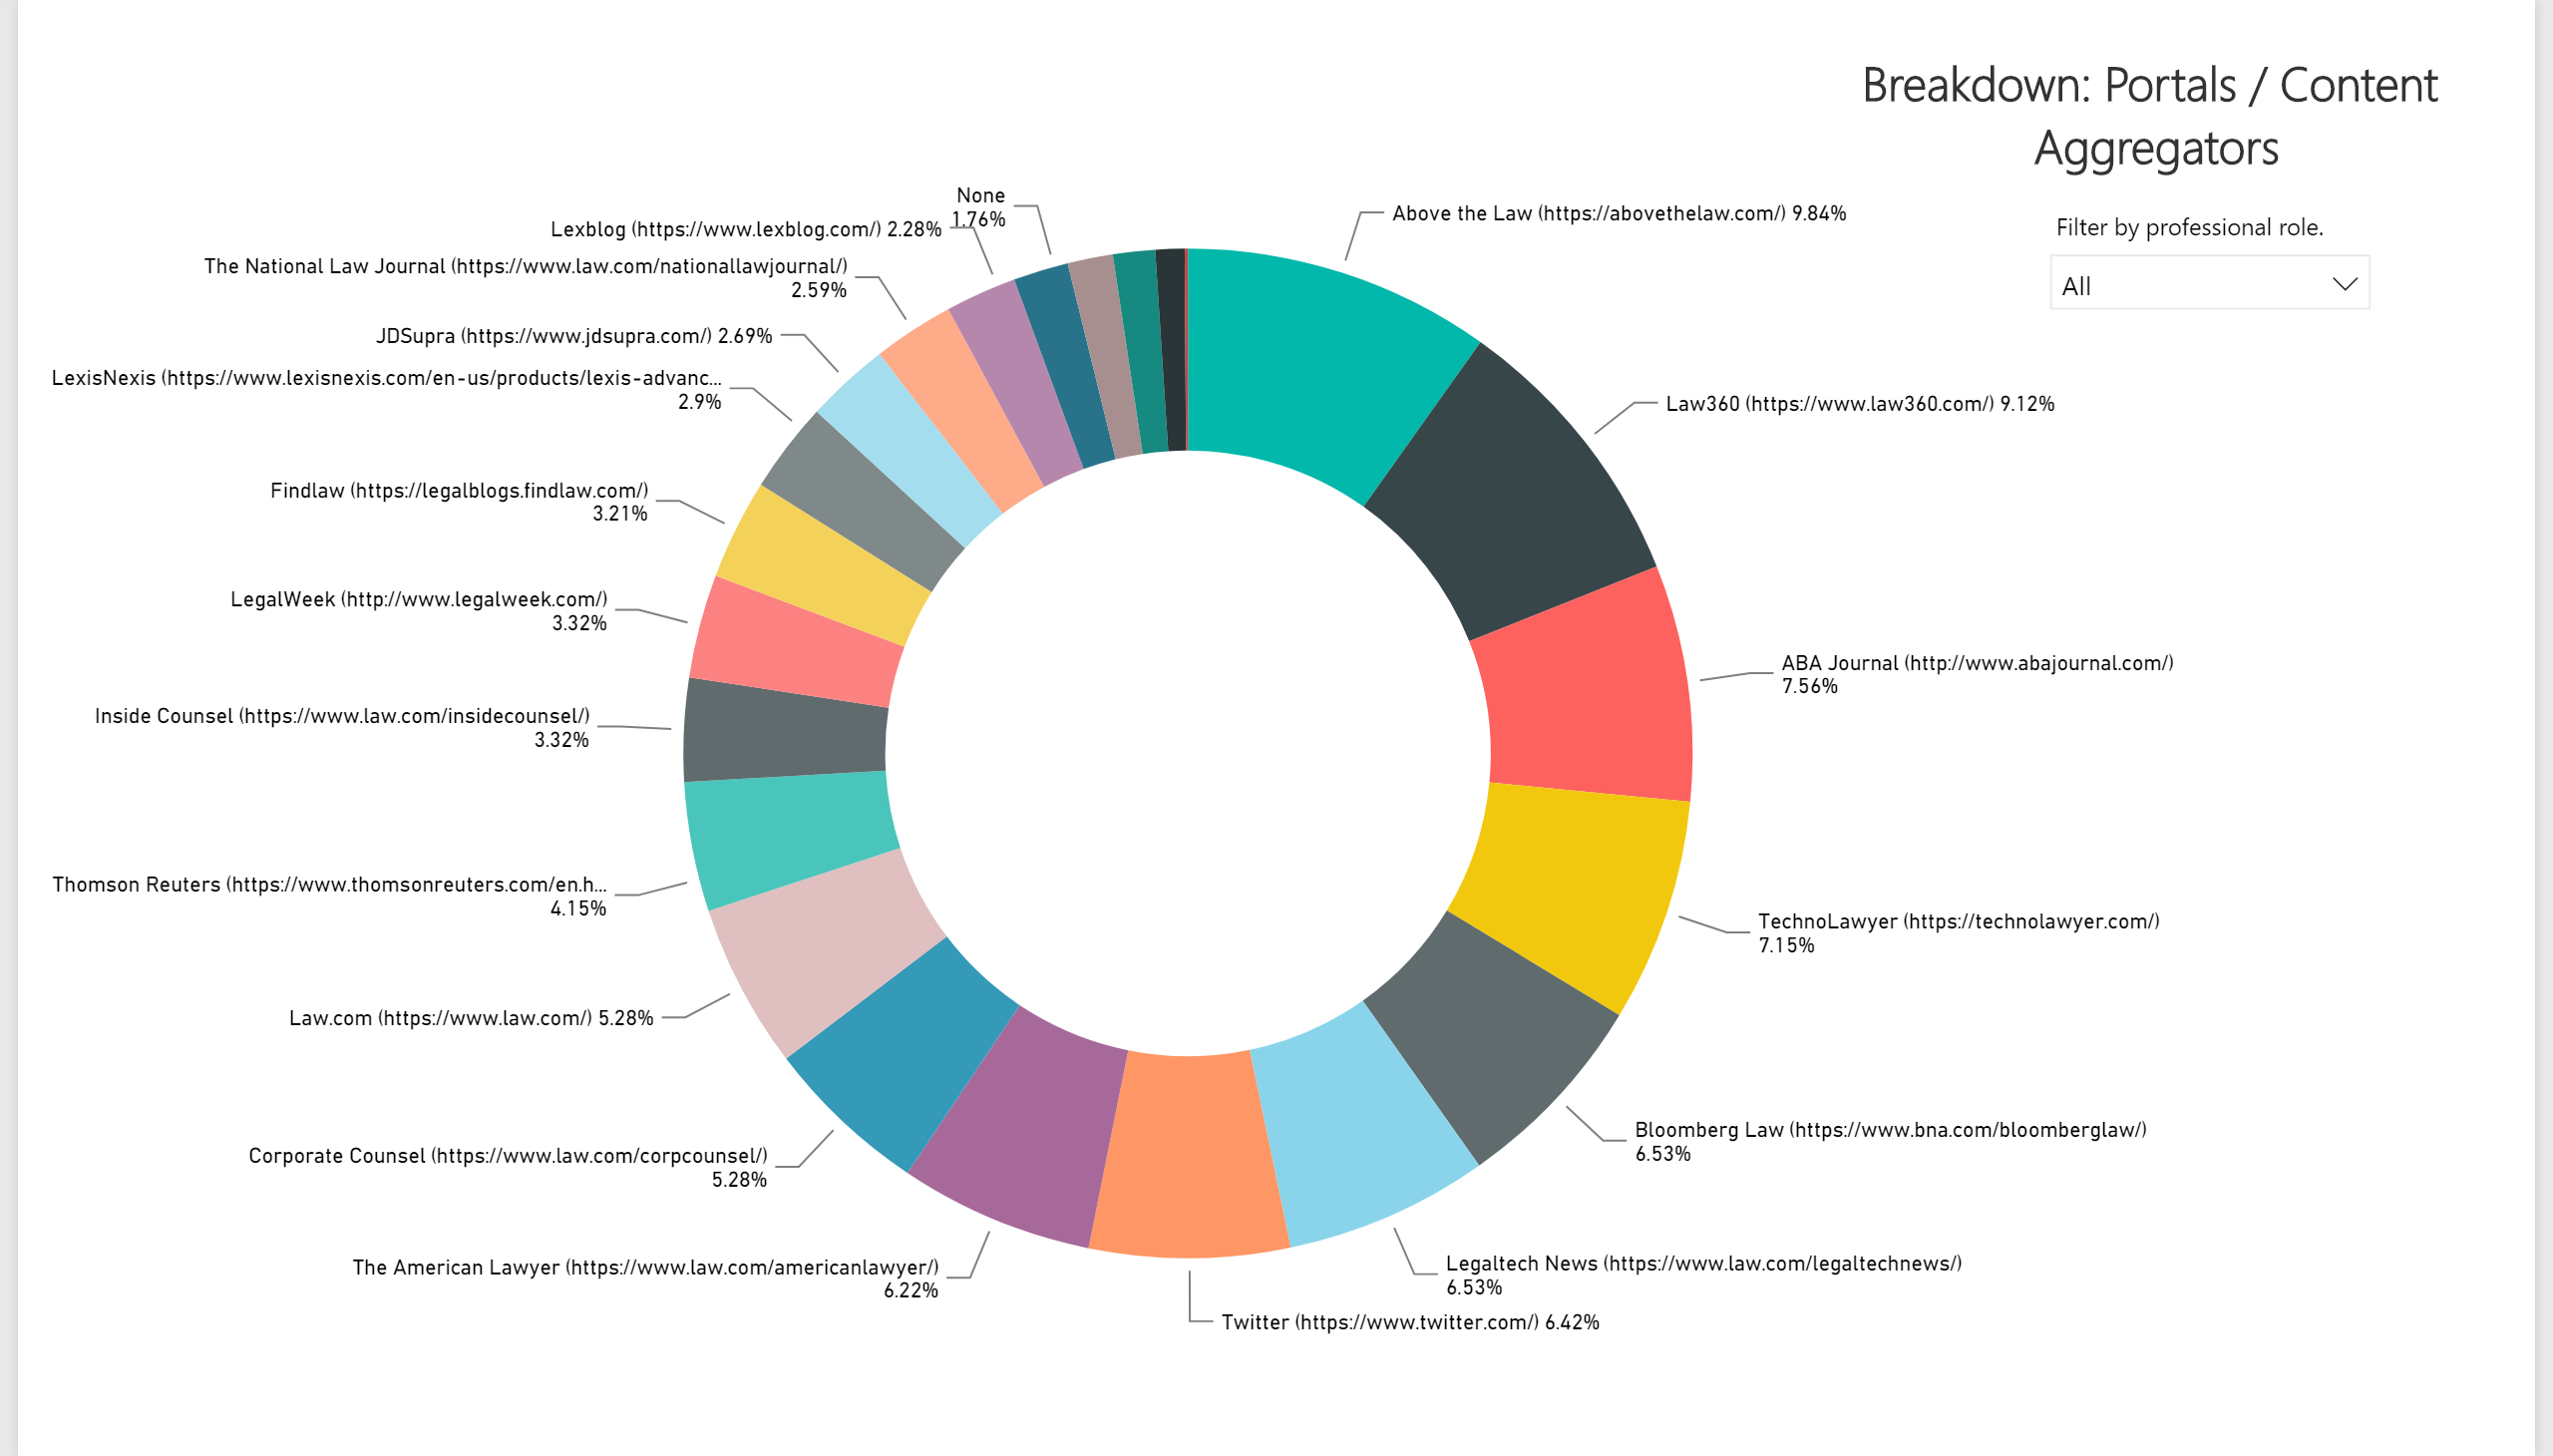 Breakdown: Portals / Content
Aggregators
Filter by professional role.
All
None
1.76%
Above the Law (https://abovethelaw.com/) 9.84%
Law360 (https://www.law360.com/) 9.12%
ABA Journal (http://www.abajournal.com/)
7.56%
TechnoLawyer (https://technolawyer.com/)
7.15%
Bloomberg Law (https://www.bna.com/bloomberglaw/)
6.53%
Legaltech News (https://www.law.com/legaltechnews/)
6.53%
Twitter (https://www.twitter.com/) 6.42%
The American Lawyer (https://www.law.com/americanlawyer/)
6.22%
Corporate Counsel (https://www.law.com/corpcounsel/)
5.28%
Law.com (https://www.law.com/) 5.28%
Thomson Reuters (https://www.thomsonreuters.com/en.h...
4.15%
Inside Counsel (https://www.law.com/insidecounsel/)
3.32%
LegalWeek (http://www.legalweek.com/)
3.32%
Findlaw (https://legalblogs.findlaw.com/)
3.21%
LexisNexis (https://www.lexisnexis.com/en-us/products/lexis-advanc...
2.9%
JDSupra (https://www.jdsupra.com/) 2.69%
The National Law Journal (https://www.law.com/nationallawjournal/)
2.59%
Lexblog (https://www.lexblog.com/) 2.28%